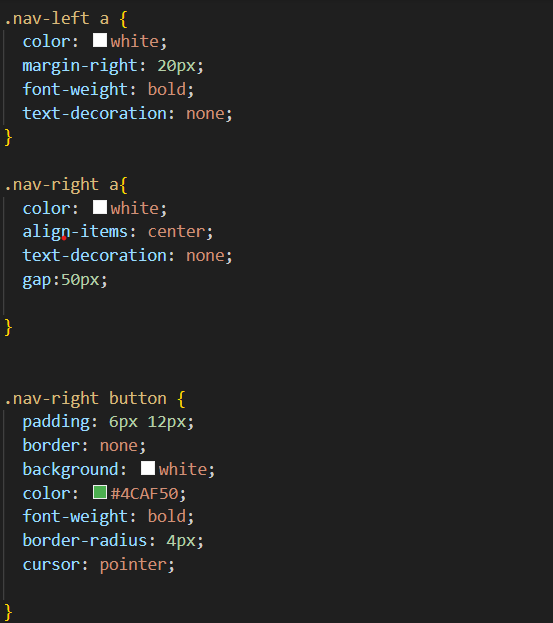 .nav-left a {
  color: white;
  margin-right: 20px;
  font-weight: bold;
  text-decoration: none;
}
.nav-right a{
  color: white;
  align-items: center;
  text-decoration: none;
  gap:50px;
}
.nav-right button {
  padding: 6px 12px;
  border: none;
  background: white;
  color: #4CAF50;
  font-weight: bold;
  border-radius: 4px;
  cursor: pointer;
}